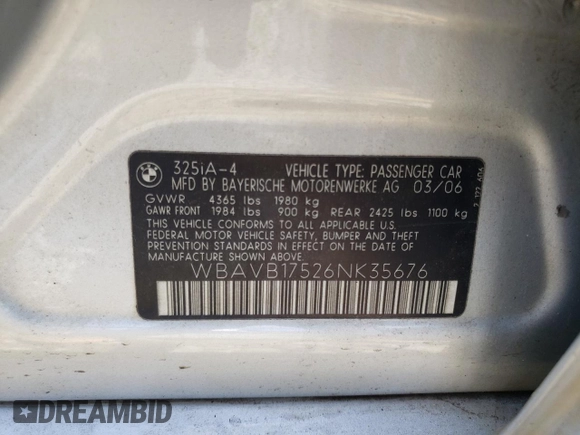 BMW
325iA-4 VEHICLE TYPE: PASSENGER CAR
MFD BY BAYERISCHE MOTORENWERKE AG 03/06
GVWR 4365 lbs 1980 kg
GAWR FRONT 1984 lbs 900 kg REAR 2425 lbs 1100 kg
THIS VEHICLE CONFORMS TO ALL APPLICABLE U.S.
FEDERAL MOTOR VEHICLE SAFETY, BUMPER AND THEFT
PREVENTION STANDARDS IN EFFECT ON THE DATE OF
MANUFACTURE SHOWN ABOVE.
WBAVB17526NK35676
DREAMBID